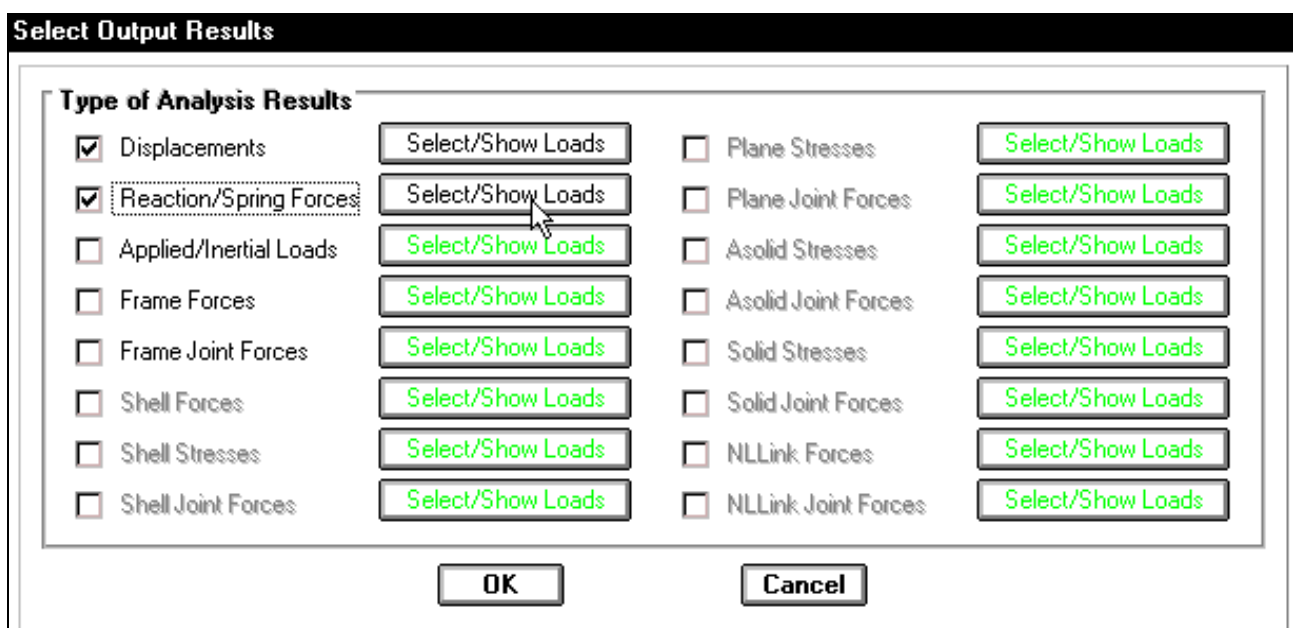 Select Output Results
Type of Analysis Results
Displacements Select/Show Loads Plane Stresses Select/Show Loads
Reaction/Spring Forces Select/Show Loads Plane Joint Forces Select/Show Loads
Applied/Inertial Loads Select/Show Loads Asolid Stresses Select/Show Loads
Frame Forces Select/Show Loads Asolid Joint Forces Select/Show Loads
Frame Joint Forces Select/Show Loads Solid Stresses Select/Show Loads
Shell Forces Select/Show Loads Solid Joint Forces Select/Show Loads
Shell Stresses Select/Show Loads NLLink Forces Select/Show Loads
Shell Joint Forces Select/Show Loads NLLink Joint Forces Select/Show Loads
OK Cancel